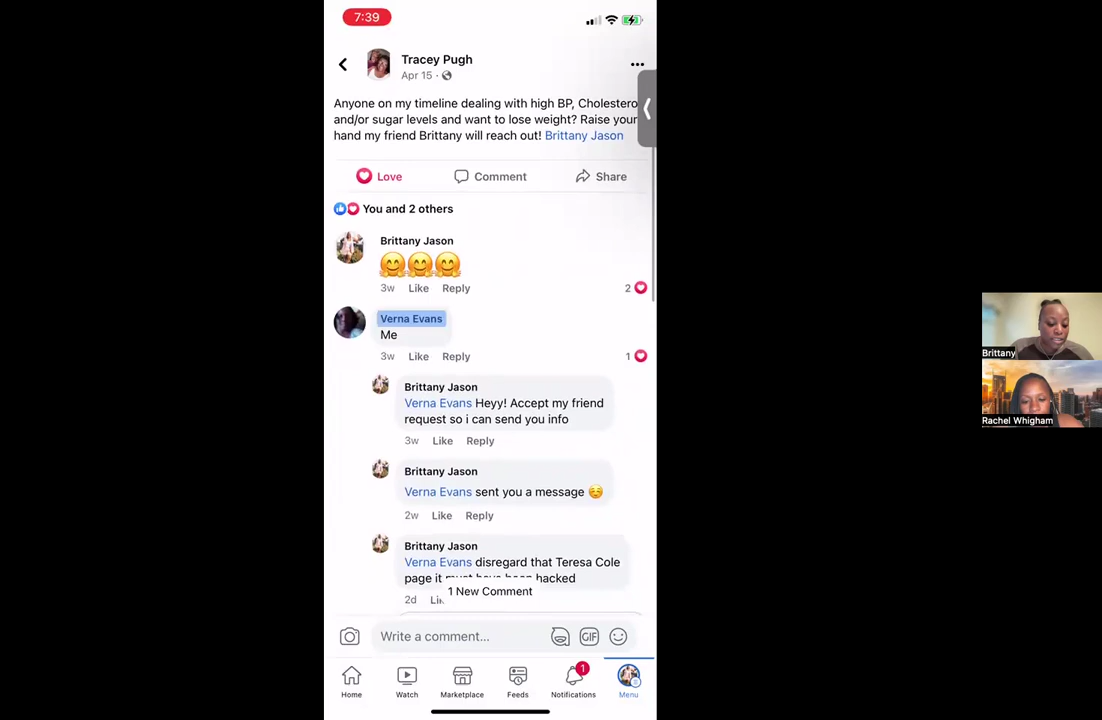 7:39
Tracey Pugh
Apr 15 ·
Anyone on my timeline dealing with high BP, Cholestero
and/or sugar levels and want to lose weight? Raise your
hand my friend Brittany will reach out! Brittany Jason
Love Comment Share
You and 2 others
Brittany Jason
3w Like Reply 2
Verna Evans
Me
3w Like Reply 1
Brittany Jason
Verna Evans Heyy! Accept my friend
request so i can send you info
3w Like Reply
Brittany Jason
Verna Evans sent you a message
2w Like Reply
Brittany Jason
Verna Evans disregard that Teresa Cole
page it must have been hacked
1 New Comment
2d Lik
Write a comment... GIF
1
Home Watch Marketplace Feeds Notifications Menu
Brittany
Rachel Whigham